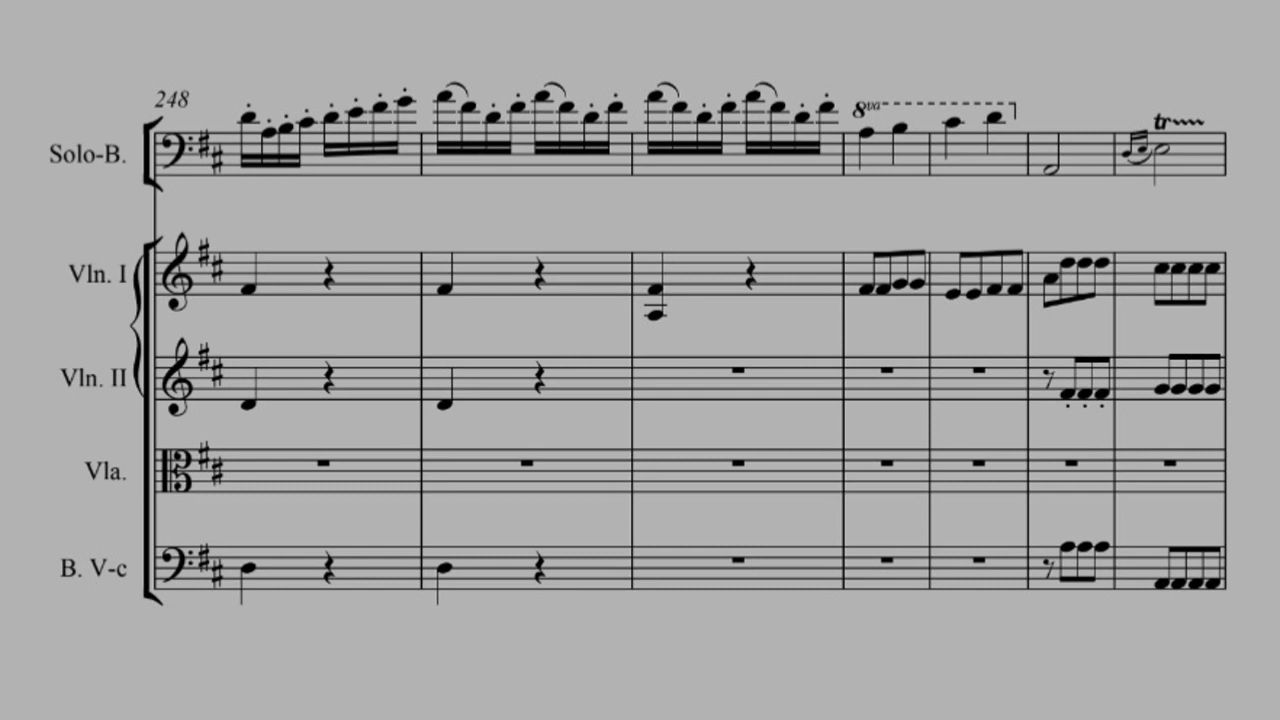 248
8va
tr
Solo-B.
Vln. I
Vln. II
Vla.
B. V-c